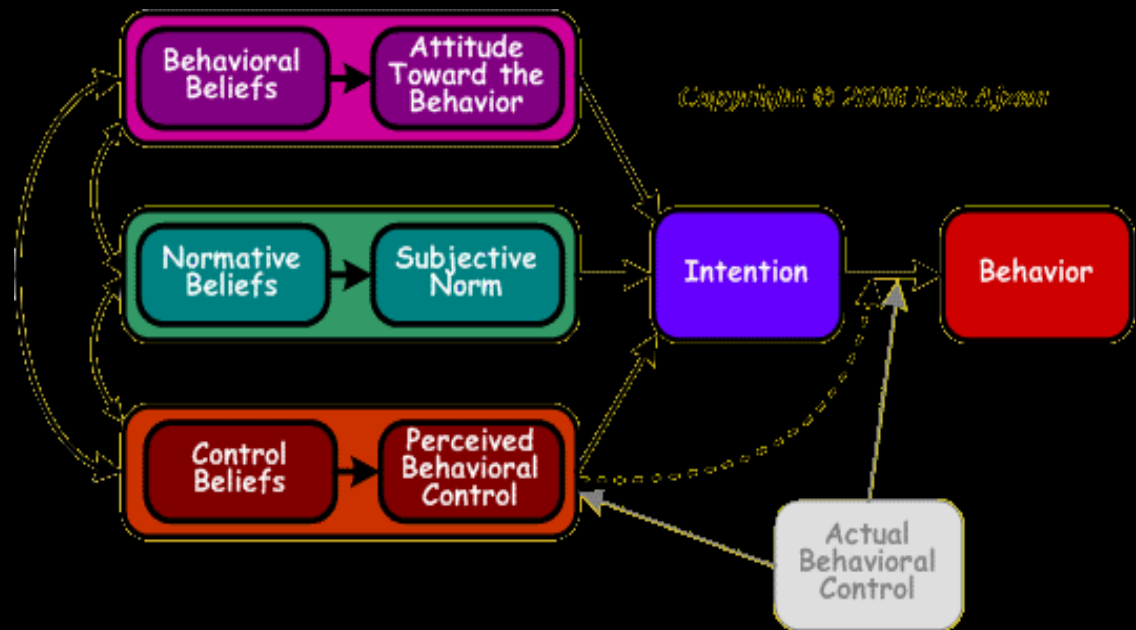 Behavioral
Beliefs
Attitude
Toward the
Behavior
Copyright ©
Normative
Beliefs
Subjective
Norm
Intention
Behavior
Control
Beliefs
Perceived
Behavioral
Control
Actual
Behavioral
Control